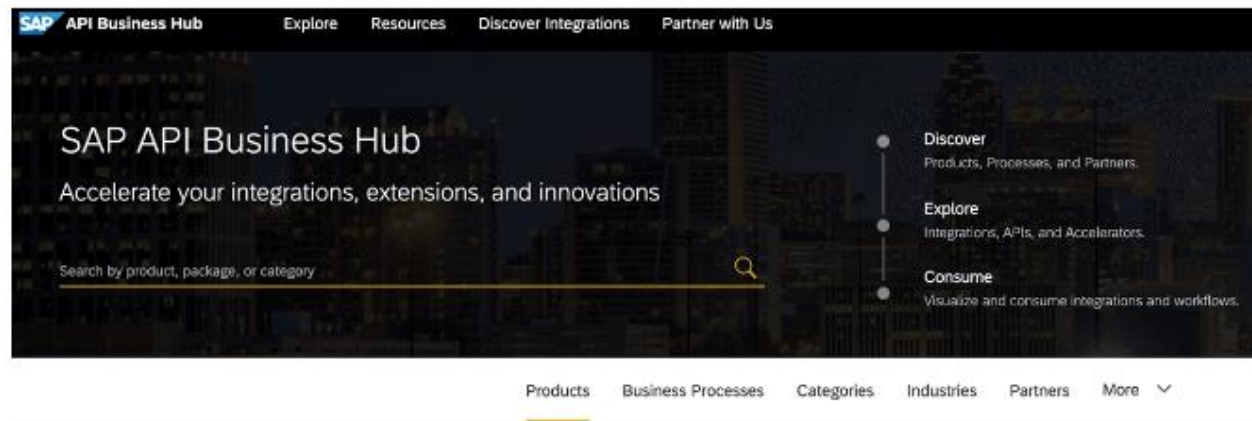 SAP API Business Hub Explore Resources Discover Integrations Partner with Us
SAP API Business Hub
Accelerate your integrations, extensions, and innovations
Search by product, package, or category
Discover
Products, Processes, and Partners.
Explore
Integrations, APIs, and Accelerators.
Consume
Visualize and consume integrations and workflows.
Products Business Processes Categories Industries Partners More